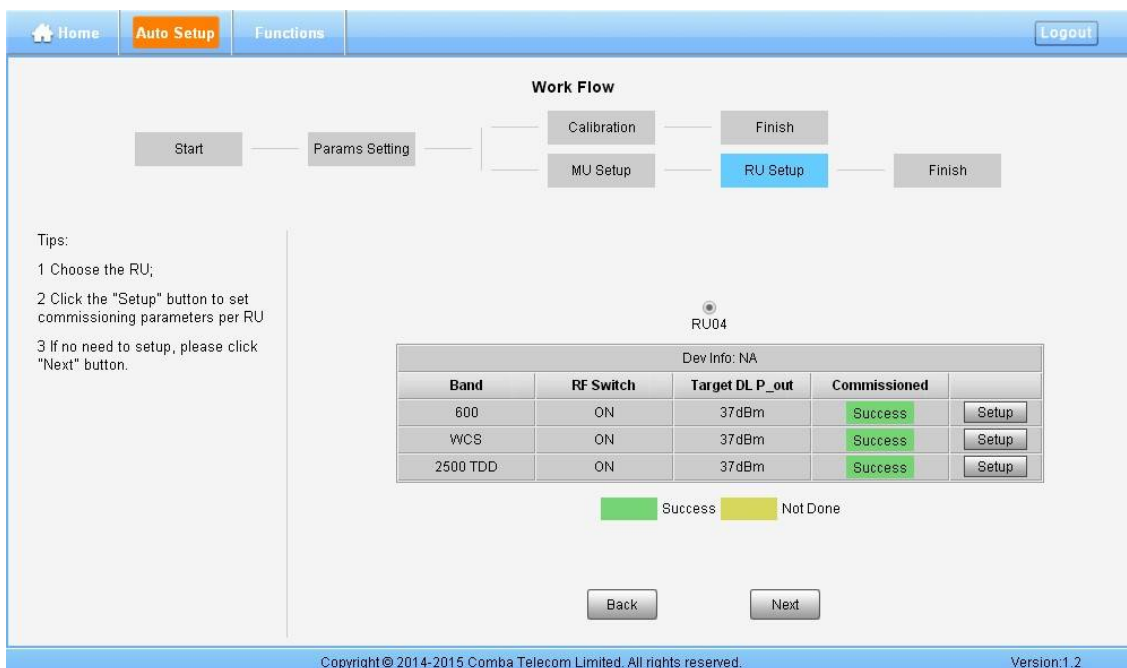 Home Auto Setup Functions Logout
Work Flow
Calibration Finish
Start Params Setting
MU Setup RU Setup Finish
Tips:
1 Choose the RU;
2 Click the "Setup" button to set
commissioning parameters per RU
3 If no need to setup, please click
"Next" button.
RU04
Dev Info: NA
Band RF Switch Target DL P_out Commissioned
600 ON 37dBm Success Setup
WCS ON 37dBm Success Setup
2500 TDD ON 37dBm Success Setup
Success Not Done
Back Next
Copyright© 2014-2015 Comba Telecom Limited. All rights reserved. Version:1.2